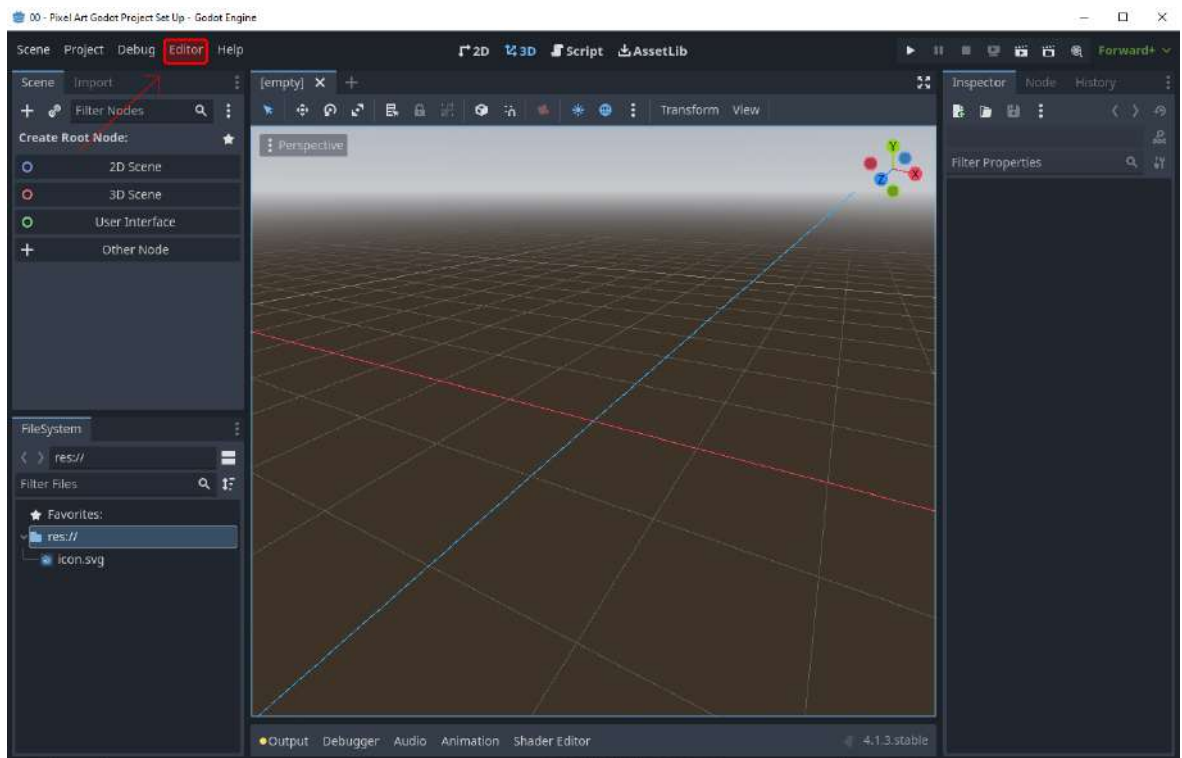 00 - Pixel Art Godot Project Set Up - Godot Engine
Scene Project Debug Editor Help
2D 3D Script AssetLib
Forward+
Scene Import
Filter Nodes
Create Root Node:
2D Scene
3D Scene
User Interface
Other Node
FileSystem
res://
Filter Files
Favorites:
res://
icon.svg
[empty]
Transform View
Perspective
Y
X
Z
Output Debugger Audio Animation Shader Editor
4.1.3.stable
Inspector Node History
Filter Properties